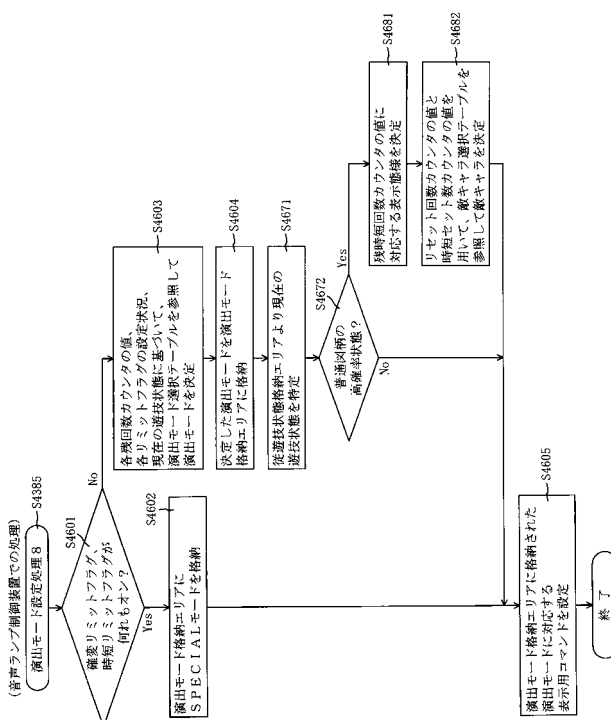 (音声ランプ制御装置での処理)
演出モード設定処理8
S4385
S4601
確変リミットフラグ、
時短リミットフラグが
何れもオン?
No
Yes
S4602
演出モード格納エリアに
SPECIALモードを格納
S4603
各残回数カウンタの値、
各リミットフラグの設定状況、
現在の遊技状態に基づいて、
演出モード選択テーブルを参照して
演出モードを決定
S4604
決定した演出モードを演出モード
格納エリアに格納
S4671
従遊技状態格納エリアより現在の
遊技状態を特定
S4672
普通図柄の
高確率状態?
Yes
No
S4681
残時短回数カウンタの値に
対応する表示態様を決定
S4682
リセット回数カウンタの値と
時短セット数カウンタの値を
用いて、敵キャラ選択テーブルを
参照して敵キャラを決定
S4605
演出モード格納エリアに格納された
演出モードに対応する
表示用コマンドを設定
終了